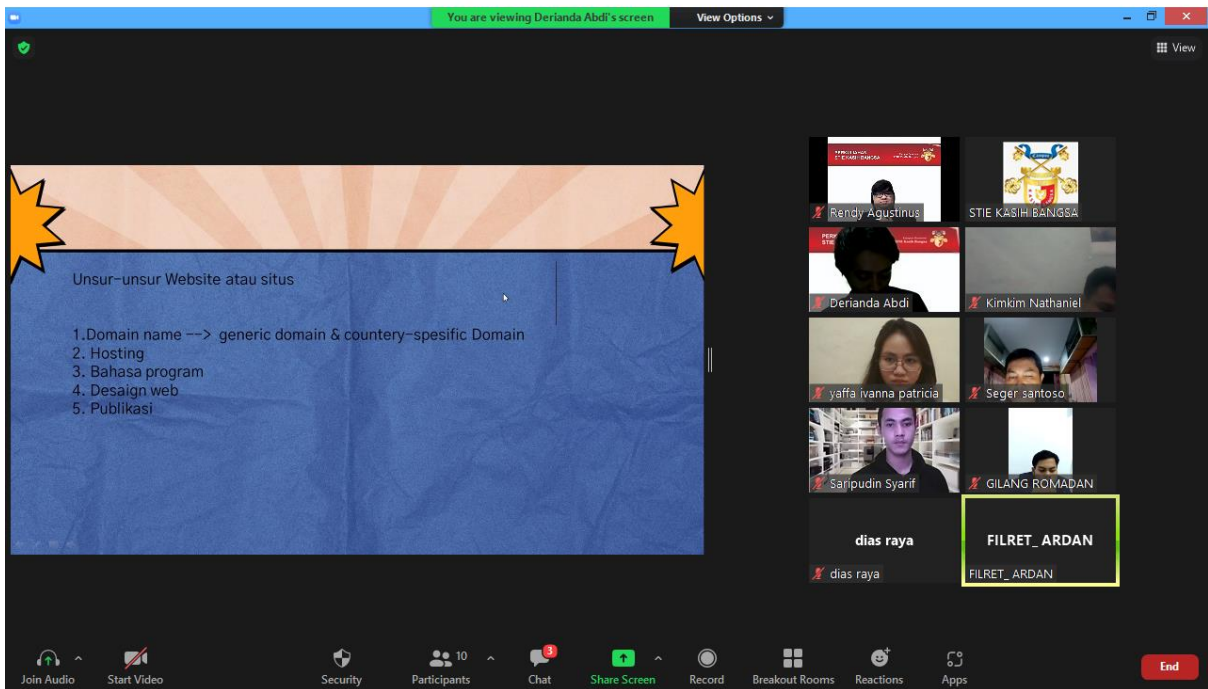 You are viewing Derianda Abdi's screen View Options
View
Unsur-unsur Website atau situs
1.Domain name --> generic domain & countery-spesific Domain
2. Hosting
3. Bahasa program
4. Desaign web
5. Publikasi
Rendy Agustinus
STIE KASIH BANGSA
Derianda Abdi
Kimkim Nathaniel
yaffa ivanna patricia
Seger santoso
Saripudin Syarif
GILANG ROMADAN
dias raya
dias raya
FILRET_ ARDAN
FILRET_ ARDAN
Join Audio
Start Video
Security
10
Participants
3
Chat
Share Screen
Record
Breakout Rooms
Reactions
Apps
End